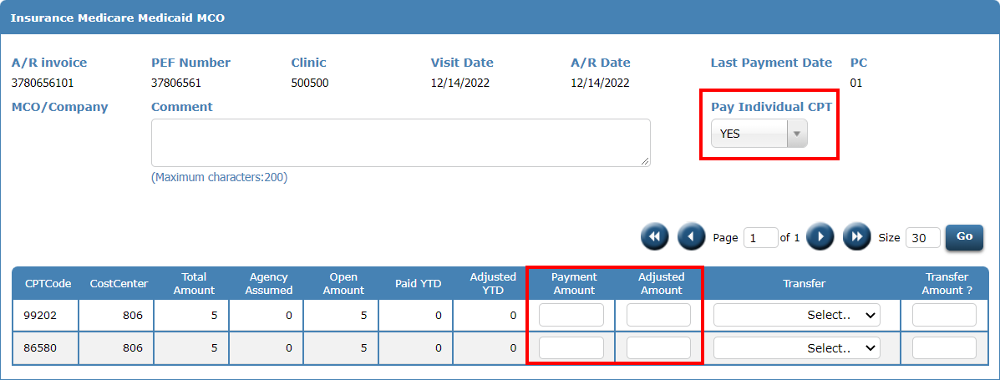 Insurance Medicare Medicaid MCO
A/R invoice PEF Number Clinic Visit Date A/R Date Last Payment Date PC
3780656101 37806561 500500 12/14/2022 12/14/2022 01
MCO/Company Comment Pay Individual CPT
YES
(Maximum characters:200)
Page 1 of 1 Size 30 Go
CPTCode CostCenter Total Amount Agency Assumed Open Amount Paid YTD Adjusted YTD Payment Amount Adjusted Amount Transfer Transfer Amount ?
99202 806 5 0 5 0 0 Select..
86580 806 5 0 5 0 0 Select..